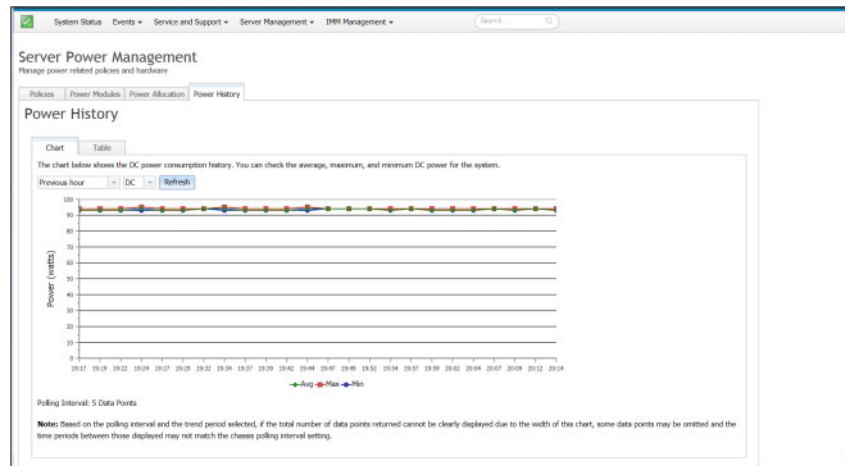 System Status Events Service and Support Server Management IMM Management Search
Server Power Management
Manage power related policies and hardware
Policies Power Modules Power Allocation Power History
Power History
Chart Table
The chart below shows the DC power consumption history. You can check the average, maximum, and minimum DC power for the system.
Previous hour DC Refresh
100
90
80
70
60
50
40
30
20
10
0
Power (watts)
19:17 19:19 19:22 19:24 19:27 19:29 19:32 19:34 19:37 19:39 19:42 19:44 19:47 19:49 19:52 19:54 19:57 19:59 20:02 20:04 20:07 20:09 20:12 20:14
Avg Max Min
Polling Interval: 5 Data Points
Note: Based on the polling interval and the trend period selected, if the total number of data points returned cannot be clearly displayed due to the width of this chart, some data points may be omitted and the
time periods between those displayed may not match the chassis polling interval setting.